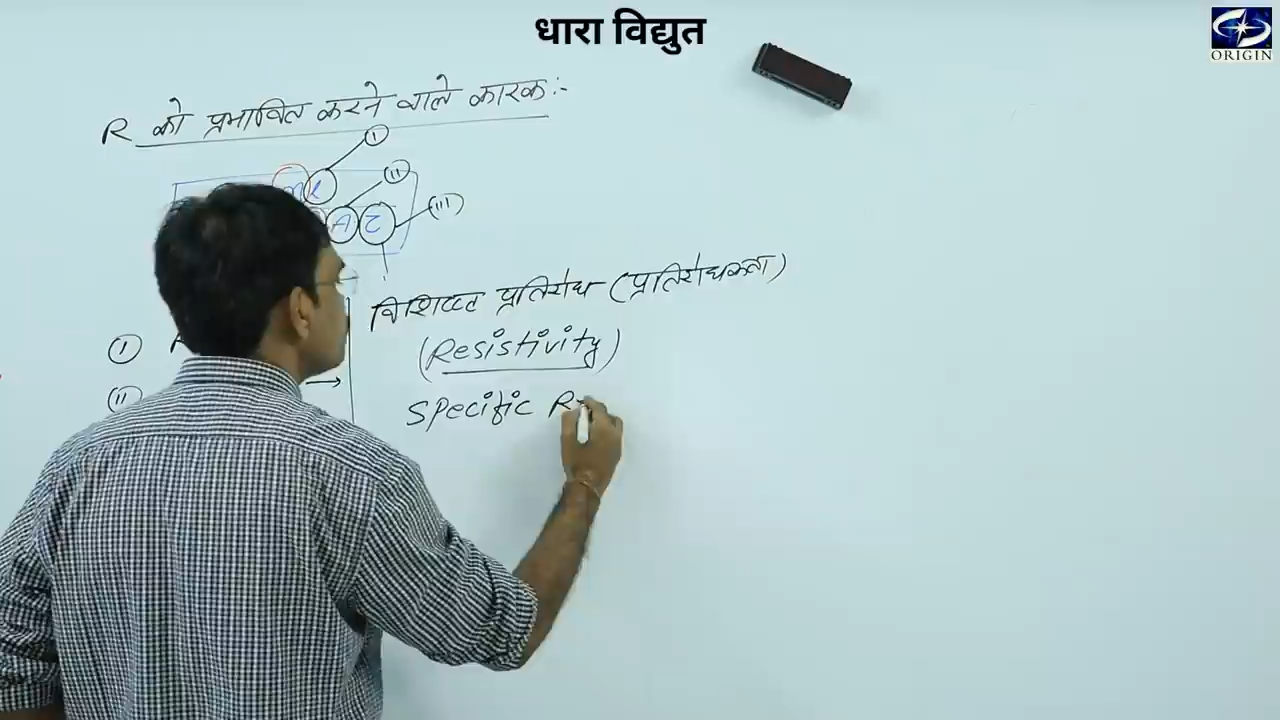 धारा विद्युत
ORIGIN
R को प्रभावित करने वाले कारक:-
I
l
II
A τ
III
विशिष्ट प्रतिरोध (प्रतिरोधकता)
I
(Resistivity)
II
Specific R